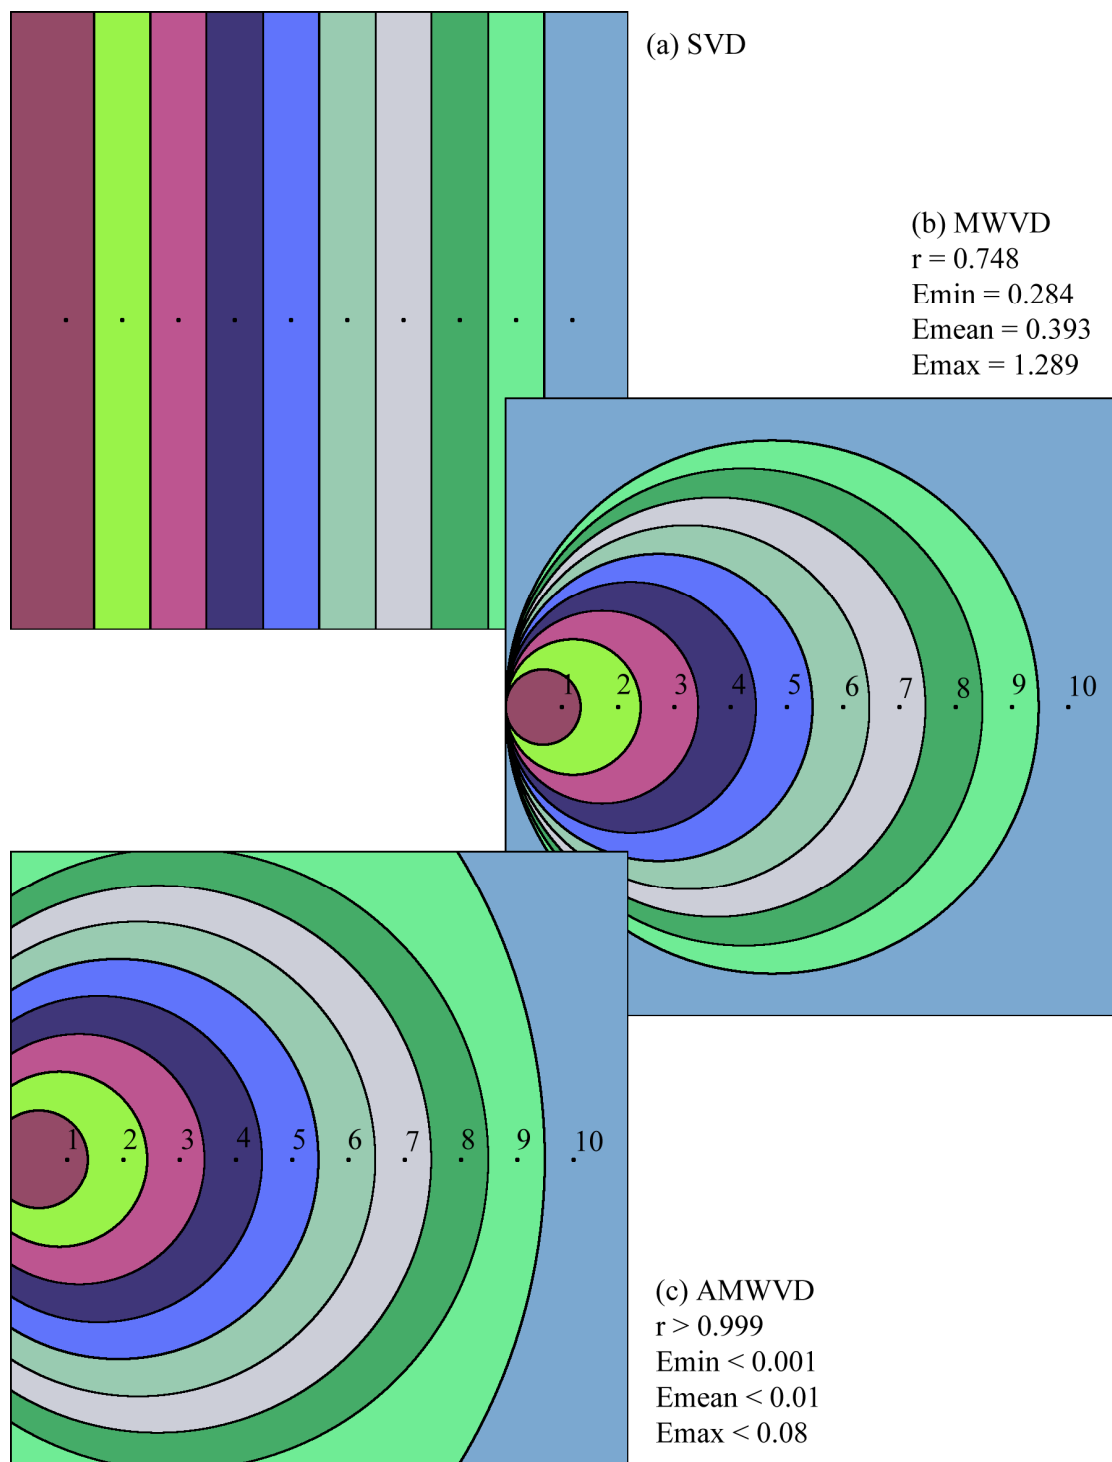 (a) SVD
(b) MWVD
r = 0.748
Emin = 0.284
Emean = 0.393
Emax = 1.289
1 2 3 4 5 6 7 8 9 10
1 2 3 4 5 6 7 8 9 10
(c) AMWVD
r > 0.999
Emin < 0.001
Emean < 0.01
Emax < 0.08